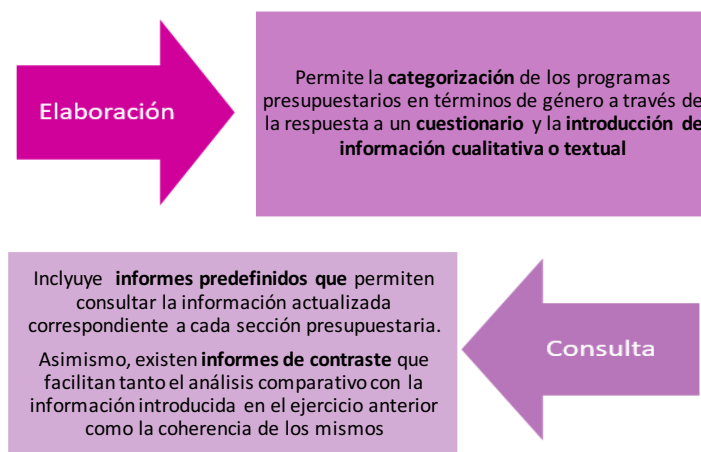 Elaboración
Permite la categorización de los programas
presupuestarios en términos de género a través de
la respuesta a un cuestionario y la introducción de
información cualitativa o textual
Inclyuye informes predefinidos que permiten
consultar la información actualizada
correspondiente a cada sección presupuestaria.
Asimismo, existen informes de contraste que
facilitan tanto el análisis comparativo con la
información introducida en el ejercicio anterior
como la coherencia de los mismos
Consulta